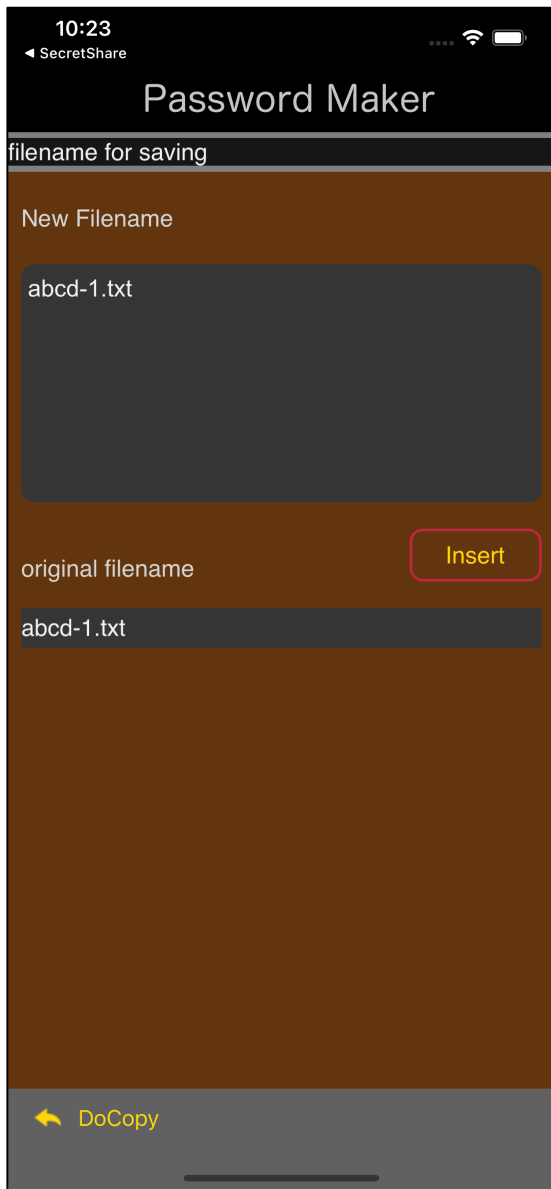 10:23
◀ SecretShare
Password Maker
filename for saving
New Filename
abcd-1.txt
Insert
original filename
abcd-1.txt
DoCopy